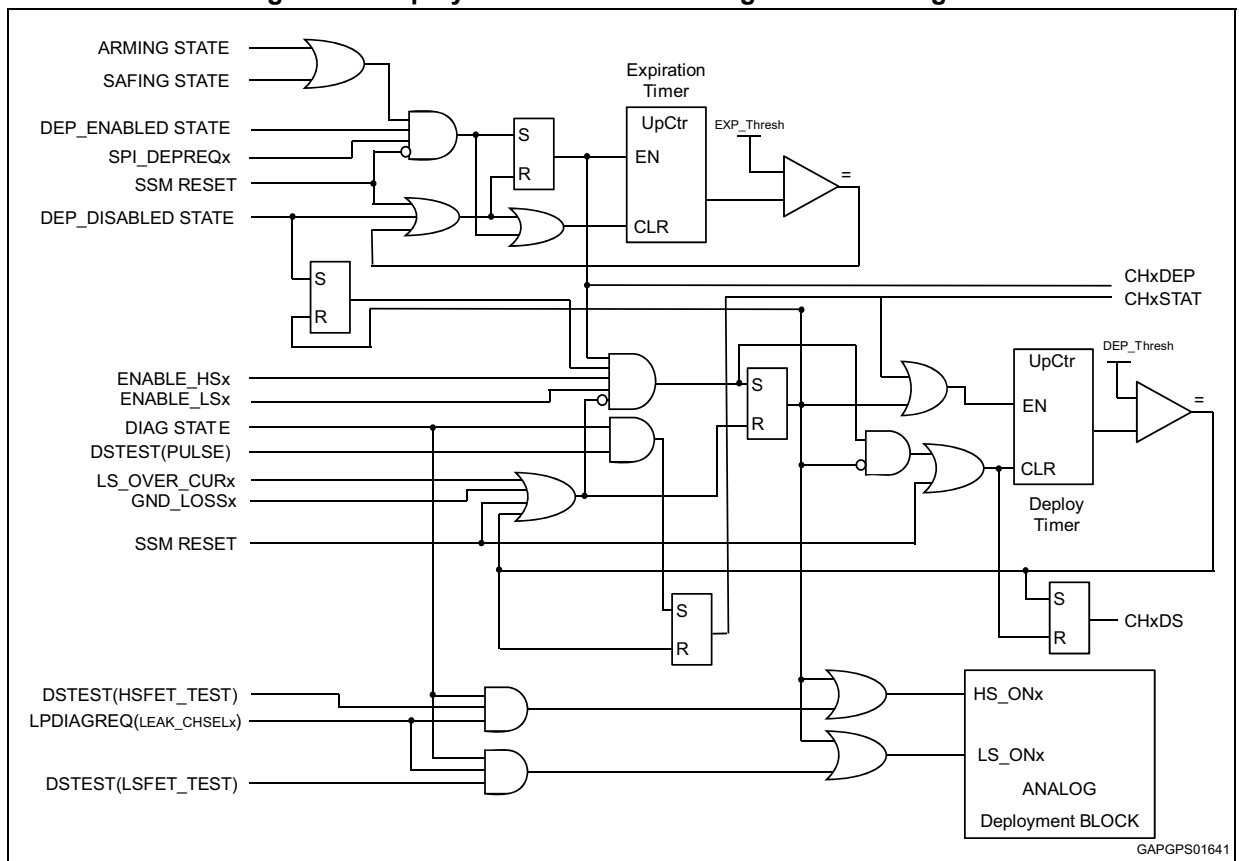 ARMING STATE
SAFING STATE
DEP_ENABLED STATE
SPI_DEPREQx
SSM RESET
DEP_DISABLED STATE
S
R
Expiration
Timer
UpCtr
EN
CLR
EXP_Thresh
=
S
R
CHxDEP
CHxSTAT
ENABLE_HSx
ENABLE_LSx
DIAG STATE
DSTEST(PULSE)
LS_OVER_CURx
GND_LOSSx
SSM RESET
S
R
UpCtr
EN
CLR
Deploy
Timer
DEP_Thresh
=
S
R
S
R
CHxDS
DSTEST(HSFET_TEST)
LPDIAGREQ(LEAK_CHSELx)
DSTEST(LSFET_TEST)
HS_ONx
LS_ONx
ANALOG
Deployment BLOCK
GAPGPS01641